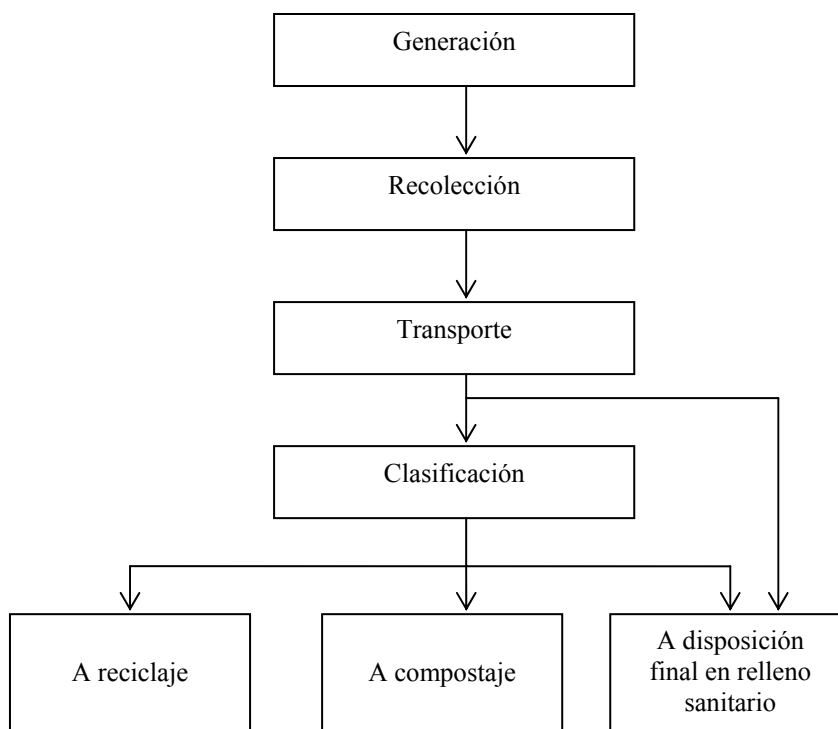 Generación
Recolección
Transporte
Clasificación
A reciclaje
A compostaje
A disposición
final en relleno
sanitario